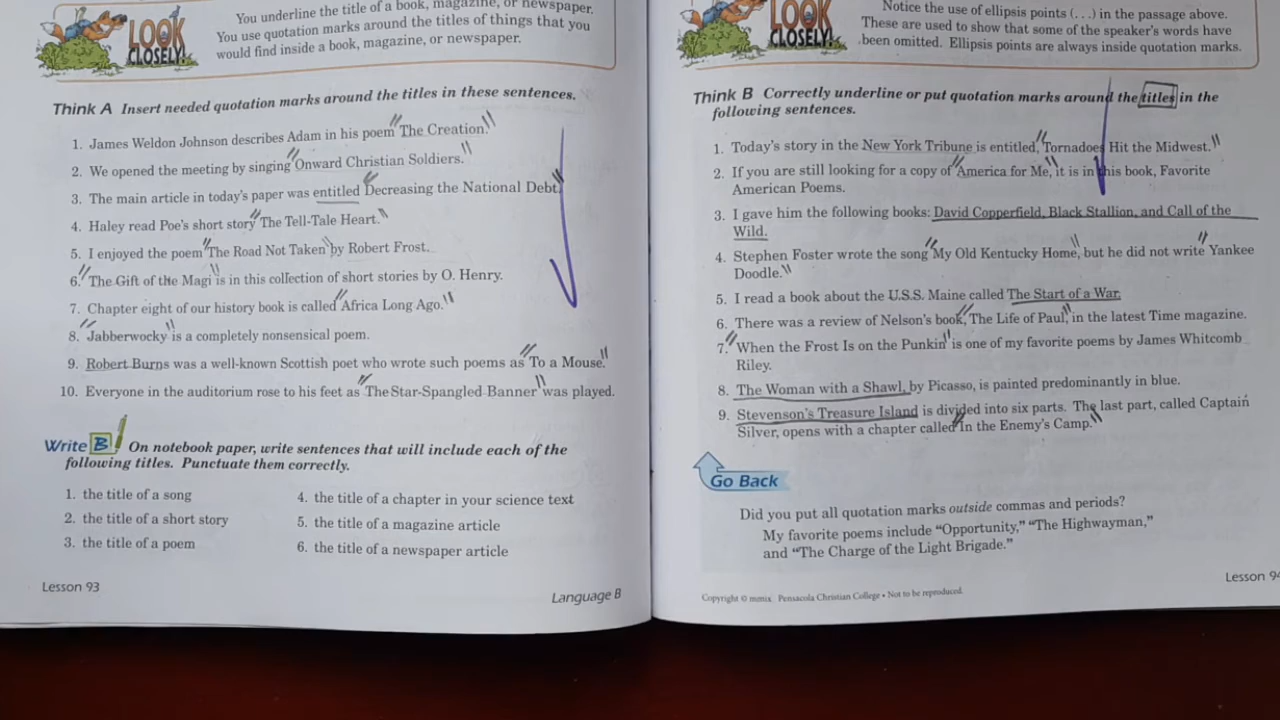 You underline the title of a book, magazine, or newspaper.
You use quotation marks around the titles of things that you
would find inside a book, magazine, or newspaper.
LOOK
CLOSELY!
Think A Insert needed quotation marks around the titles in these sentences.
1. James Weldon Johnson describes Adam in his poem "The Creation."
2. We opened the meeting by singing "Onward Christian Soldiers."
3. The main article in today's paper was entitled "Decreasing the National Debt."
4. Haley read Poe's short story "The Tell-Tale Heart."
5. I enjoyed the poem "The Road Not Taken" by Robert Frost.
6. "The Gift of the Magi" is in this collection of short stories by O. Henry.
7. Chapter eight of our history book is called "Africa Long Ago."
8. "Jabberwocky" is a completely nonsensical poem.
9. Robert Burns was a well-known Scottish poet who wrote such poems as "To a Mouse."
10. Everyone in the auditorium rose to his feet as "The Star-Spangled Banner" was played.
Write B On notebook paper, write sentences that will include each of the
following titles. Punctuate them correctly.
1. the title of a song
2. the title of a short story
3. the title of a poem
4. the title of a chapter in your science text
5. the title of a magazine article
6. the title of a newspaper article
Lesson 93
Language B
LOOK
CLOSELY!
Notice the use of ellipsis points (. . .) in the passage above.
These are used to show that some of the speaker's words have
been omitted. Ellipsis points are always inside quotation marks.
Think B Correctly underline or put quotation marks around the titles in the
following sentences.
1. Today's story in the New York Tribune is entitled, "Tornadoes Hit the Midwest."
2. If you are still looking for a copy of "America for Me," it is in this book, Favorite
American Poems.
3. I gave him the following books: David Copperfield, Black Stallion, and Call of the
Wild.
4. Stephen Foster wrote the song "My Old Kentucky Home," but he did not write "Yankee
Doodle."
5. I read a book about the U.S.S. Maine called The Start of a War.
6. There was a review of Nelson's book, "The Life of Paul," in the latest Time magazine.
7. "When the Frost Is on the Punkin" is one of my favorite poems by James Whitcomb
Riley.
8. The Woman with a Shawl, by Picasso, is painted predominantly in blue.
9. Stevenson's Treasure Island is divided into six parts. The last part, called Captain
Silver, opens with a chapter called "In the Enemy's Camp."
Go Back
Did you put all quotation marks outside commas and periods?
My favorite poems include "Opportunity," "The Highwayman,"
and "The Charge of the Light Brigade."
Lesson 94
Copyright © mmix Pensacola Christian College • Not to be reproduced.